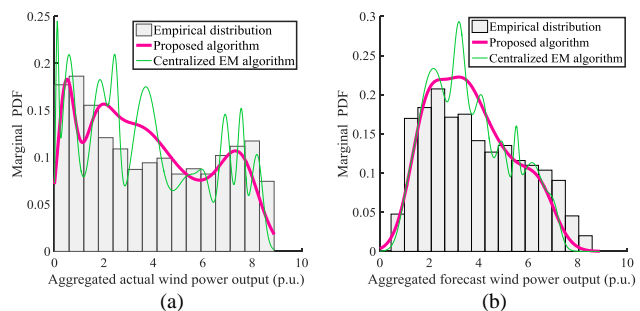 (a)
0.25
0.2
0.15
0.1
0.05
0
Marginal PDF
Empirical distribution
Proposed algorithm
Centralized EM algorithm
0 2 4 6 8 10
Aggregated actual wind power output (p.u.)
(a)
(b)
0.3
0.25
0.2
0.15
0.1
0.05
0
Marginal PDF
Empirical distribution
Proposed algorithm
Centralized EM algorithm
0 2 4 6 8 10
Aggregated forecast wind power output (p.u.)
(b)